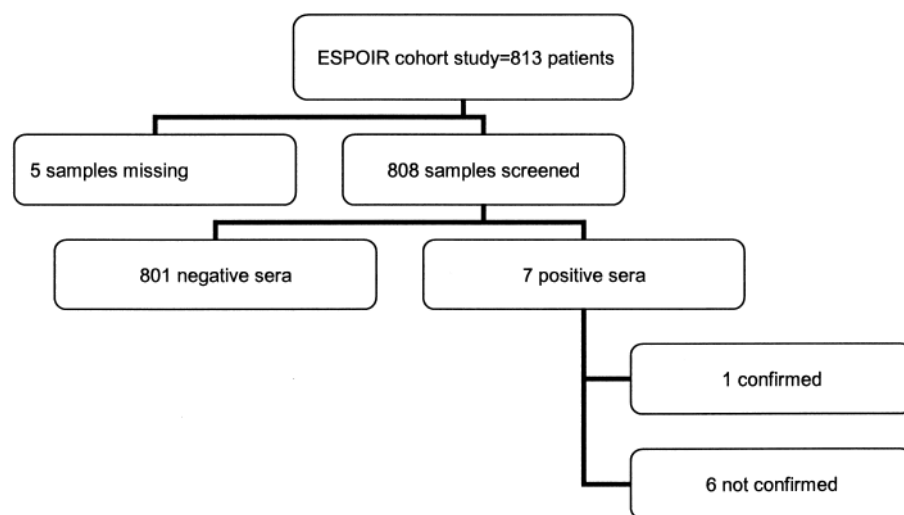 ESPOIR cohort study=813 patients
5 samples missing
808 samples screened
801 negative sera
7 positive sera
1 confirmed
6 not confirmed